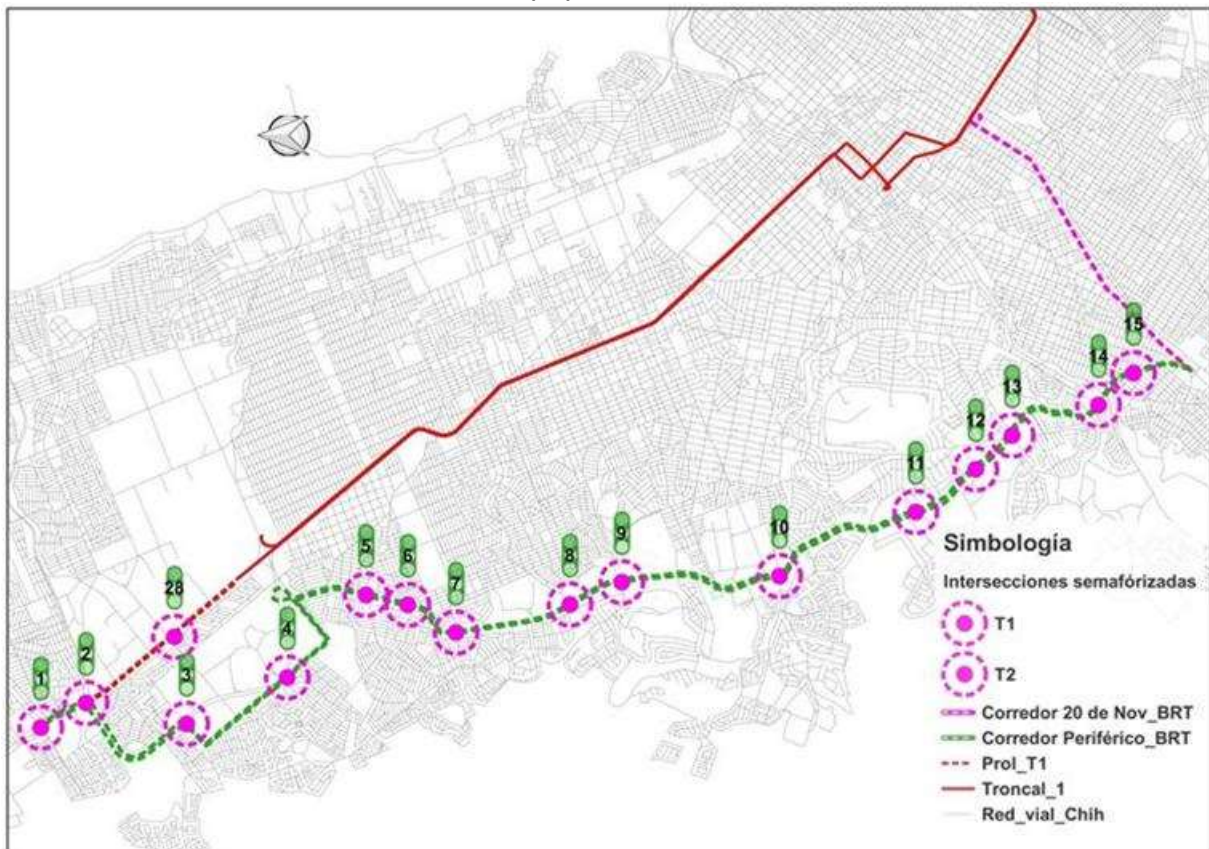 15
14
13
12
11
10
9
8
5
6
7
28
4
2
3
1
Simbología
Intersecciones semafórizadas
T1
T2
Corredor 20 de Nov_BRT
Corredor Periférico_BRT
Prol_T1
Troncal_1
Red_vial_Chih